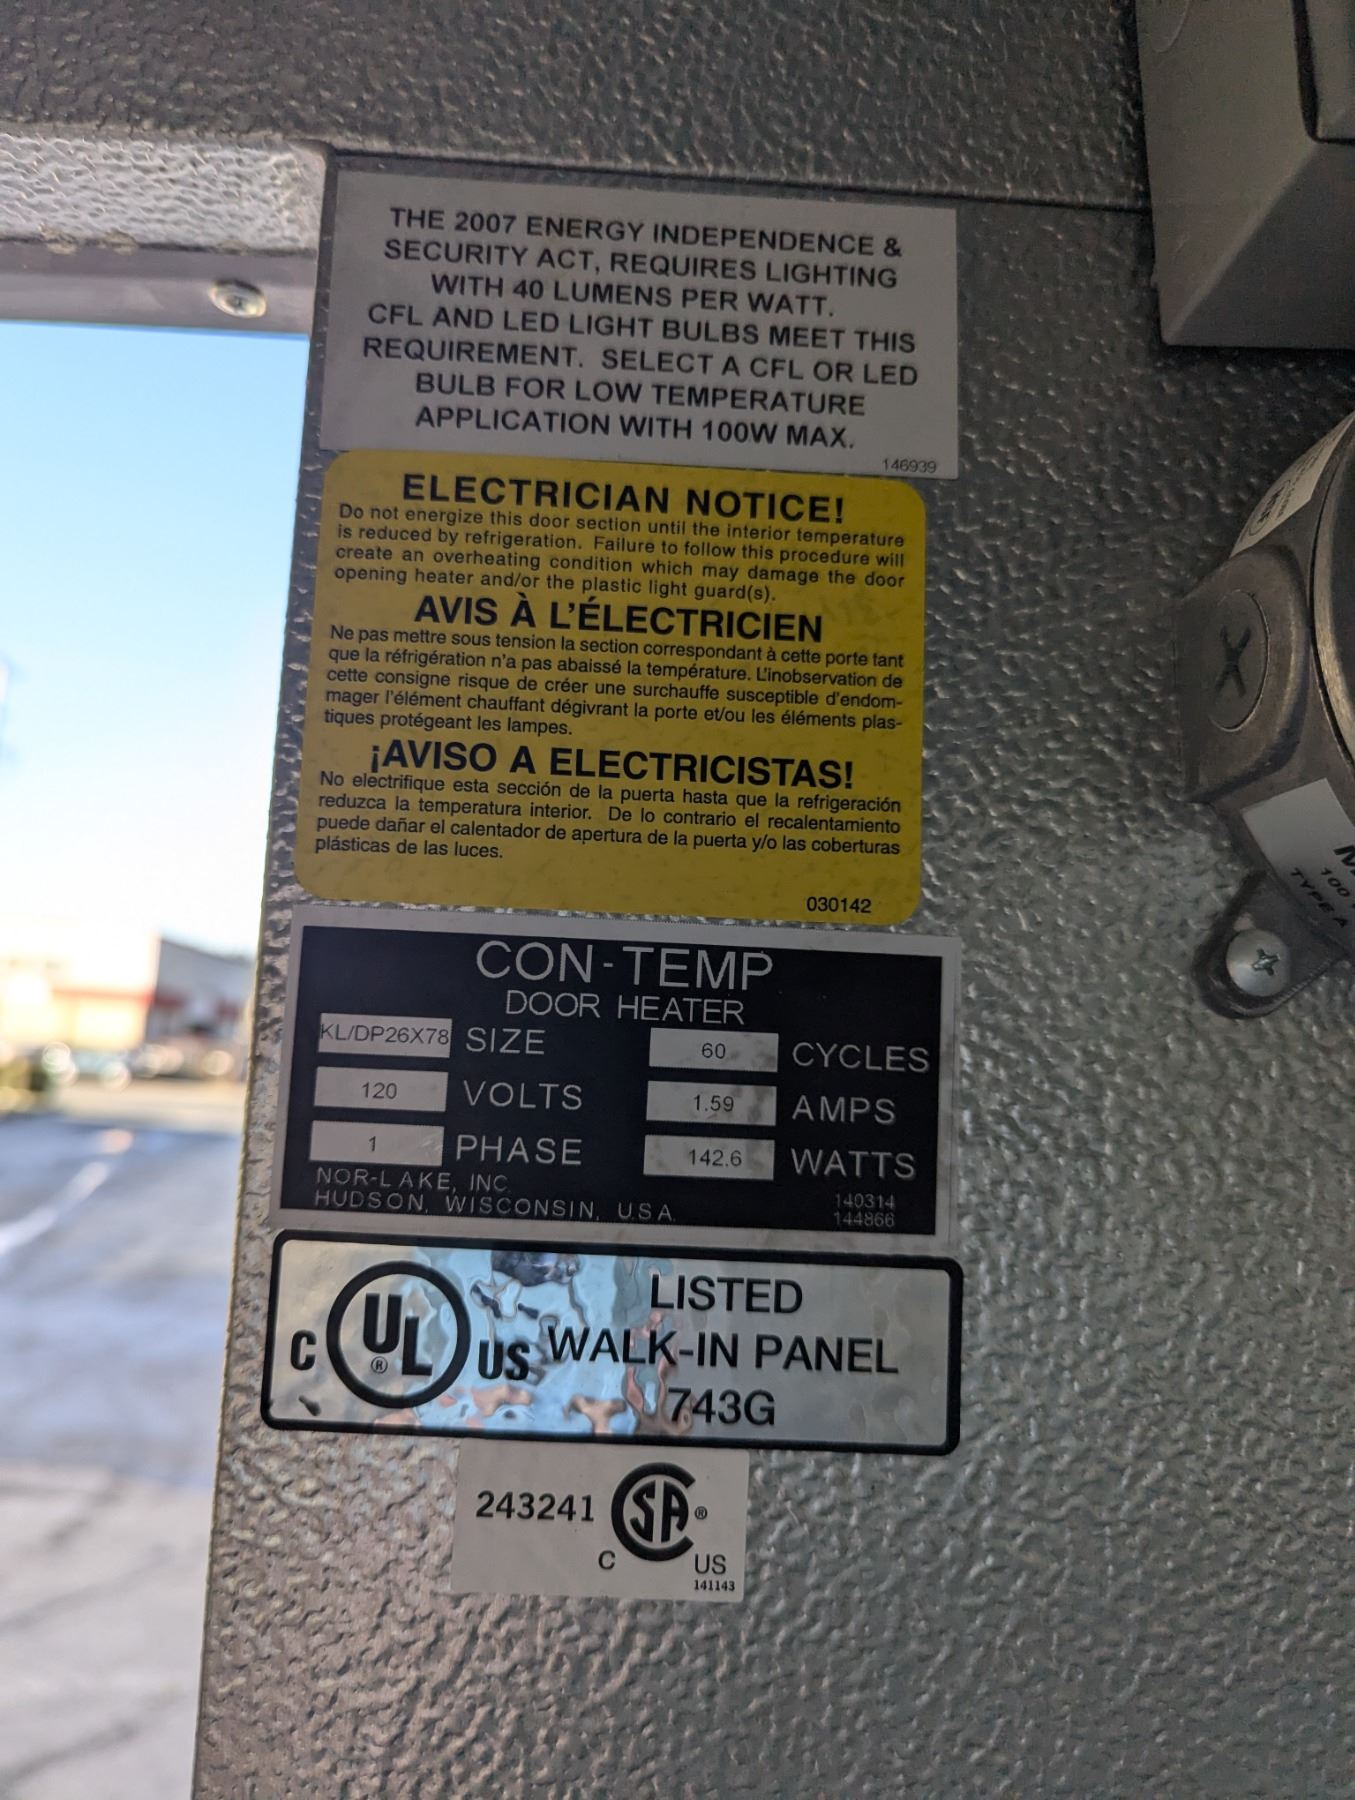 THE 2007 ENERGY INDEPENDENCE &
SECURITY ACT, REQUIRES LIGHTING
WITH 40 LUMENS PER WATT.
CFL AND LED LIGHT BULBS MEET THIS
REQUIREMENT. SELECT A CFL OR LED
BULB FOR LOW TEMPERATURE
APPLICATION WITH 100W MAX.
146939
ELECTRICIAN NOTICE!
Do not energize this door section until the interior temperature
is reduced by refrigeration. Failure to follow this procedure will
create an overheating condition which may damage the door
opening heater and/or the plastic light guard(s).
AVIS À L'ÉLECTRICIEN
Ne pas mettre sous tension la section correspondant à cette porte tant
que la réfrigération n'a pas abaissé la température. L'inobservation de
cette consigne risque de créer une surchauffe susceptible d'endom-
mager l'élément chauffant dégivrant la porte et/ou les éléments plas-
tiques protégeant les lampes.
¡AVISO A ELECTRICISTAS!
No electrifique esta sección de la puerta hasta que la refrigeración
reduzca la temperatura interior. De lo contrario el recalentamiento
puede dañar el calentador de apertura de la puerta y/o las coberturas
plásticas de las luces.
030142
CON-TEMP
DOOR HEATER
KL/DP26X78 SIZE 60 CYCLES
120 VOLTS 1.59 AMPS
1 PHASE 142.6 WATTS
NOR-LAKE, INC.
HUDSON, WISCONSIN, U.S.A.
140314
144866
C UL ® US
LISTED
WALK-IN PANEL
743G
243241 SA ®
C US
141143
100
TYPE A